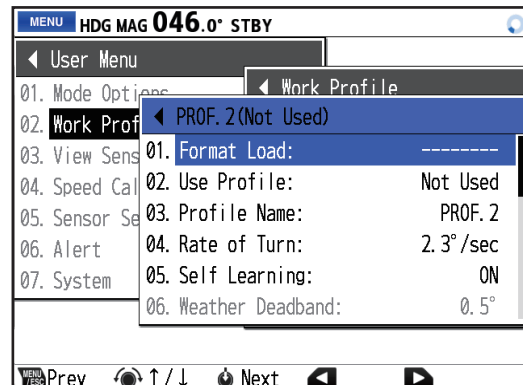 MENU HDG MAG 046.0° STBY
User Menu
Work Profile
01. Mode Options
02. Work Prof
PROF. 2(Not Used)
03. View Sens
01. Format Load: --------
04. Speed Cal
02. Use Profile: Not Used
05. Sensor Se
03. Profile Name: PROF. 2
06. Alert
04. Rate of Turn: 2.3°/sec
07. System
05. Self Learning: ON
06. Weather Deadband: 0.5°
MENU/ESC Prev ↑/↓ Next